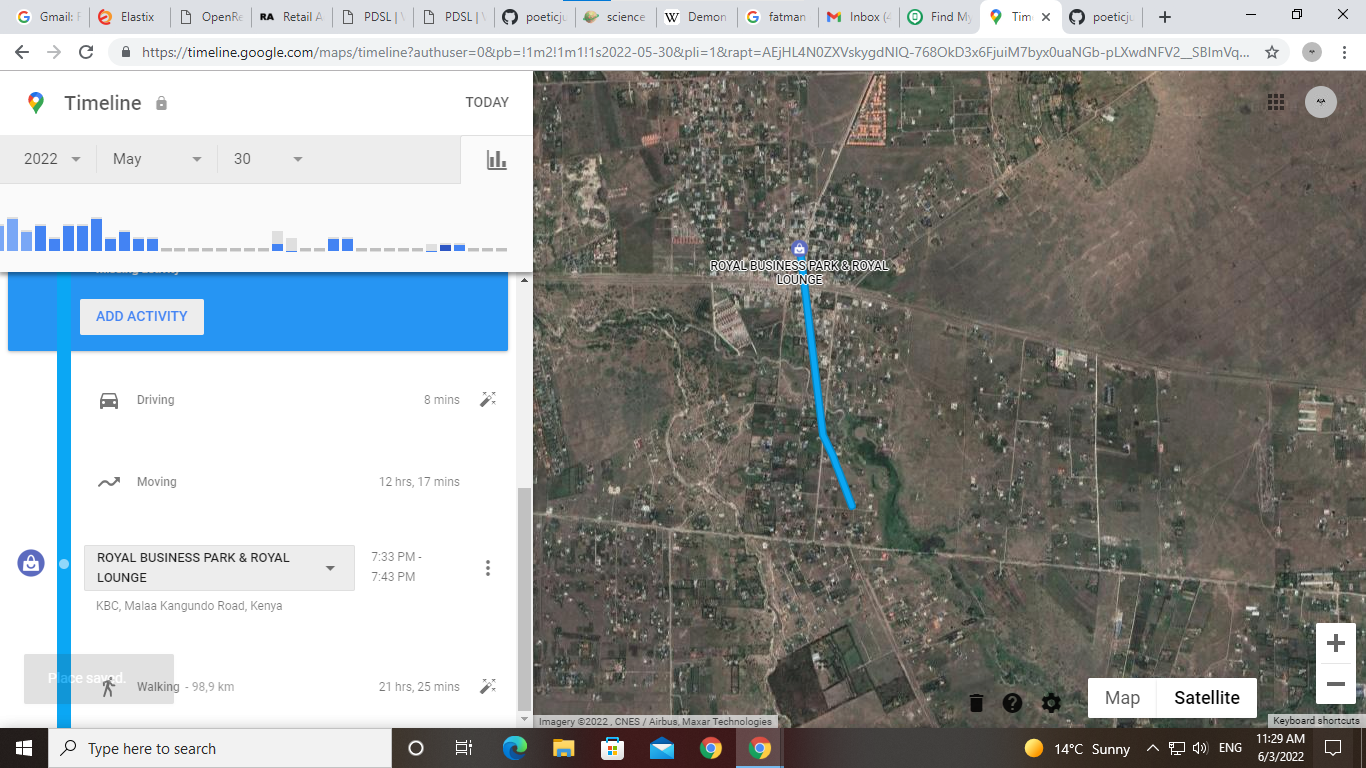 Gmail: F
Elastix
OpenRe
RA Retail A
PDSL | V
PDSL | V
poeticju
science
W Demon
fatman
Inbox (4
Find My
Tim
poeticju
https://timeline.google.com/maps/timeline?authuser=0&pb=!1m2!1m1!1s2022-05-30&pli=1&rapt=AEjHL4N0ZXVskygdNIQ-768OkD3x6FjuiM7byx0uaNGb-pLXwdNFV2__SBlmVq...
Timeline
TODAY
2022
May
30
ADD ACTIVITY
Driving
8 mins
Moving
12 hrs, 17 mins
ROYAL BUSINESS PARK & ROYAL
LOUNGE
7:33 PM -
7:43 PM
KBC, Malaa Kangundo Road, Kenya
Place saved.
Walking - 98,9 km
21 hrs, 25 mins
ROYAL BUSINESS PARK & ROYAL
LOUNGE
Map
Satellite
Imagery ©2022 , CNES / Airbus, Maxar Technologies
Keyboard shortcuts
Type here to search
14°C Sunny
ENG
11:29 AM
6/3/2022